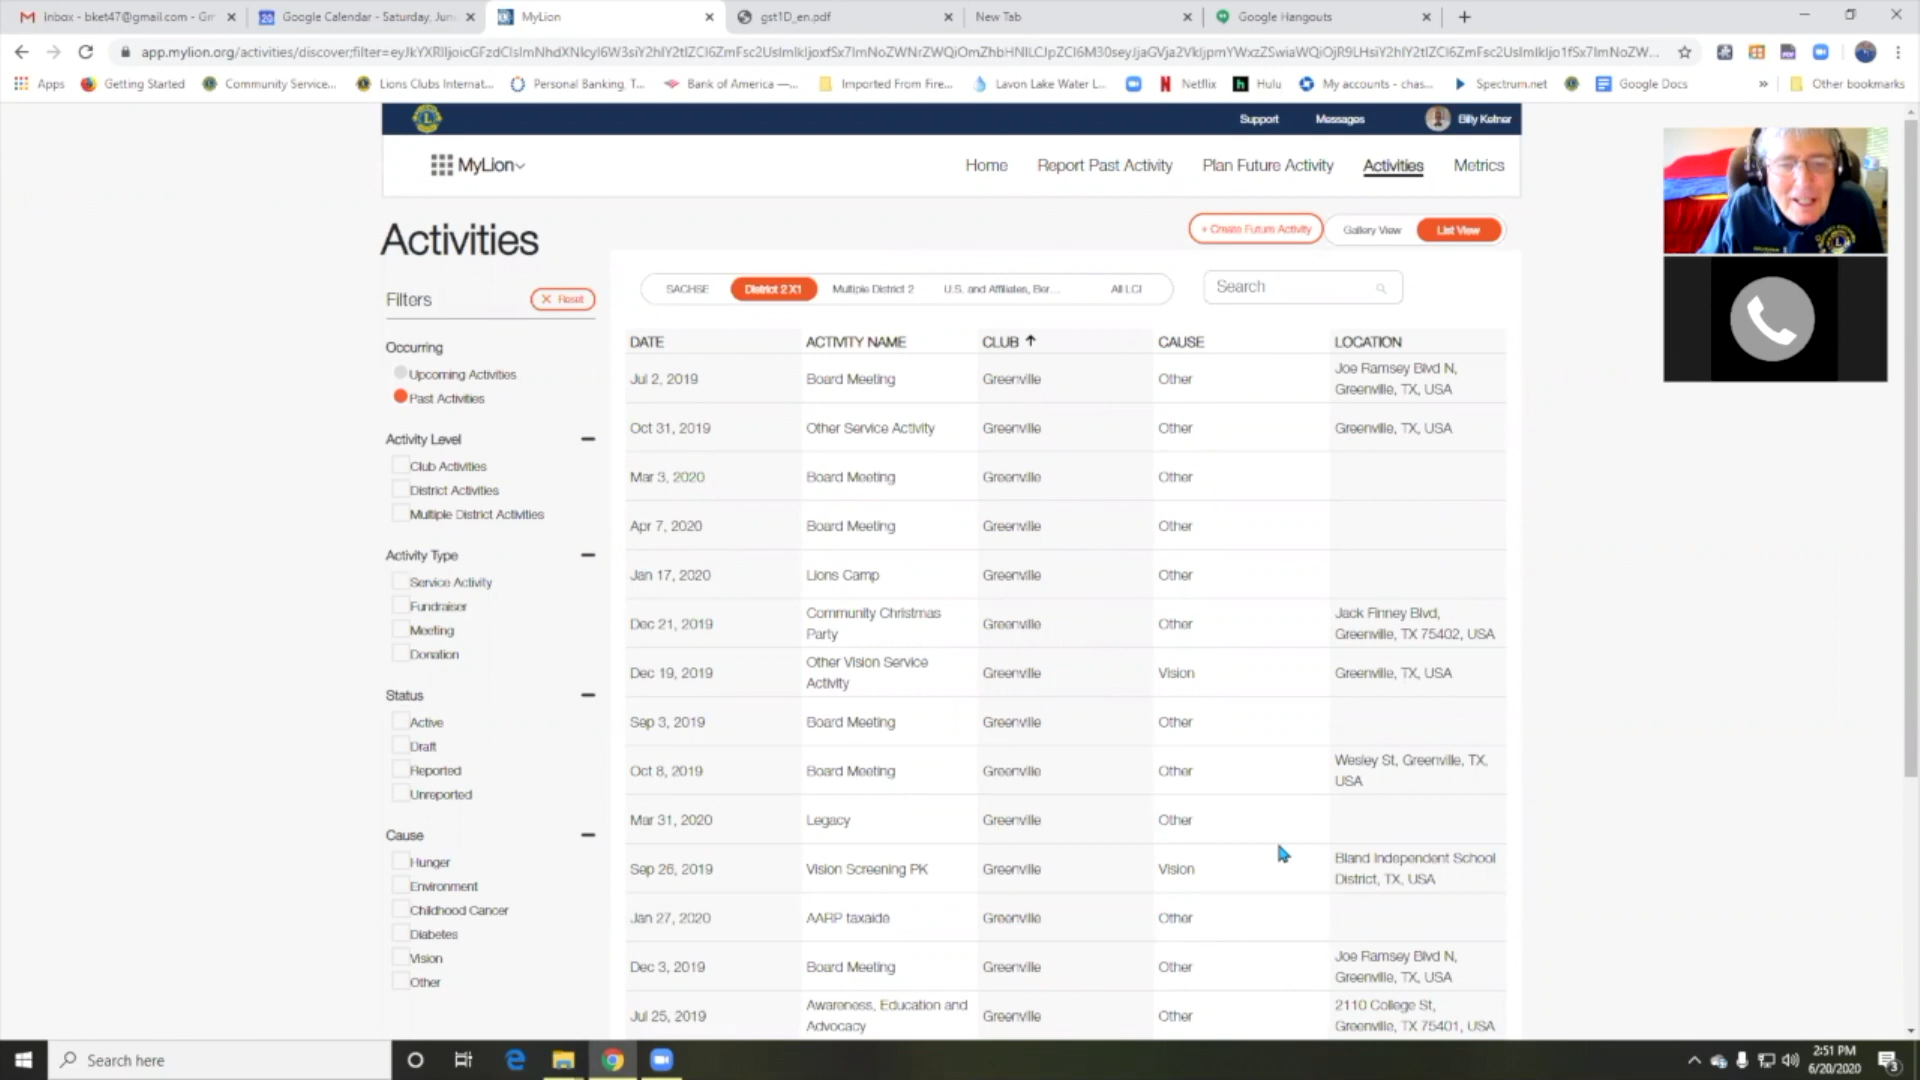 Inbox - bket47@gmail.com - Gr
Google Calendar - Saturday, Jun
MyLion
gst1D_en.pdf
New Tab
Google Hangouts
Apps
Getting Started
Community Service...
Lions Clubs Internat...
Personal Banking, T...
Bank of America —...
Imported From Fire...
Lavon Lake Water L...
Netflix
Hulu
My accounts - chas...
Spectrum.net
Google Docs
»
Other bookmarks
Support
Messages
MyLion
Home
Report Past Activity
Plan Future Activity
Activities
Metrics
Activities
+ Create Future Activity
Gallery View
List View
Filters
Reset
SACHSE
District 2 X1
Multiple District 2
U.S. and Affiliates, Ber...
All LCI
Search
Occurring
Upcoming Activities
Past Activities
Activity Level
Club Activities
District Activities
Multiple District Activities
Activity Type
Service Activity
Fundraiser
Meeting
Donation
Status
Active
Draft
Reported
Unreported
Cause
Hunger
Environment
Childhood Cancer
Diabetes
Vision
Other
DATE ACTIVITY NAME CLUB CAUSE LOCATION
Jul 2, 2019 Board Meeting Greenville Other Joe Ramsey Blvd N,
Greenville, TX, USA
Oct 31, 2019 Other Service Activity Greenville Other Greenville, TX, USA
Mar 3, 2020 Board Meeting Greenville Other
Apr 7, 2020 Board Meeting Greenville Other
Jan 17, 2020 Lions Camp Greenville Other
Dec 21, 2019 Community Christmas Party Greenville Other Jack Finney Blvd,
Greenville, TX 75402, USA
Dec 19, 2019 Other Vision Service Activity Greenville Vision Greenville, TX, USA
Sep 3, 2019 Board Meeting Greenville Other
Oct 8, 2019 Board Meeting Greenville Other Wesley St, Greenville, TX,
USA
Mar 31, 2020 Legacy Greenville Other
Sep 26, 2019 Vision Screening PK Greenville Vision Bland Independent School
District, TX, USA
Jan 27, 2020 AARP taxaide Greenville Other
Dec 3, 2019 Board Meeting Greenville Other Joe Ramsey Blvd N,
Greenville, TX, USA
Jul 25, 2019 Awareness, Education and Advocacy Greenville Other 2110 College St,
Greenville, TX 75401, USA
Search here
2:51 PM
6/20/2020
3